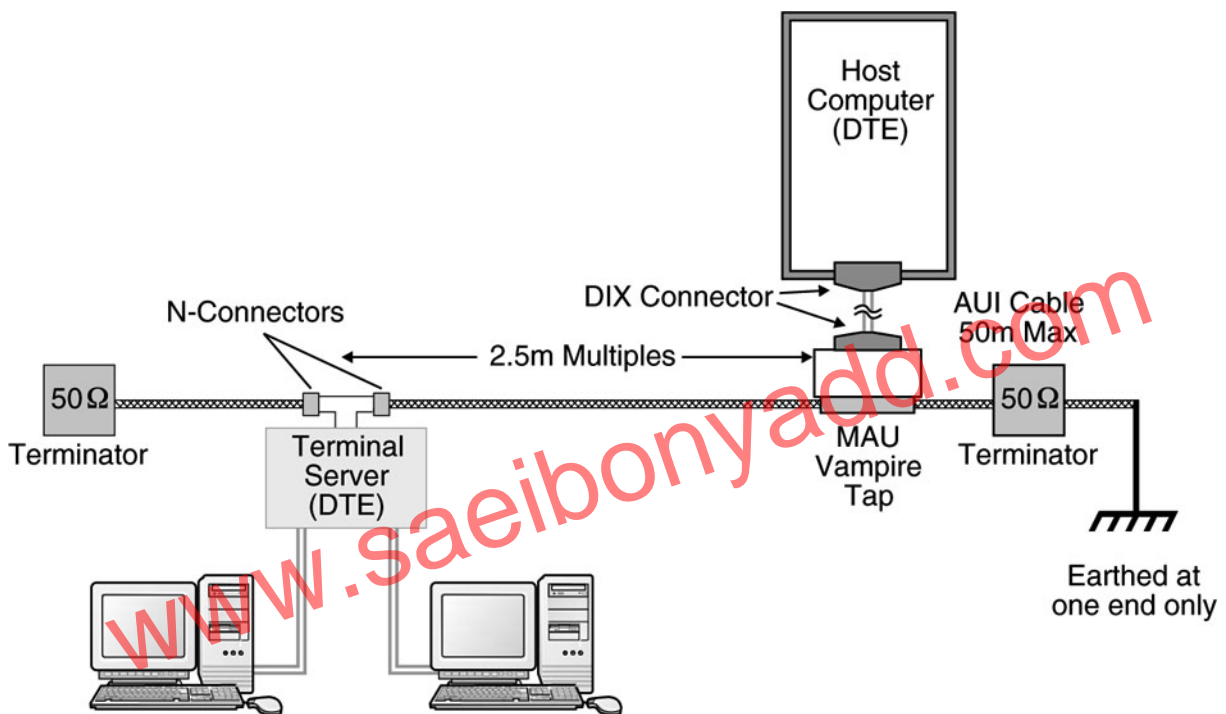 Host
Computer
(DTE)
DIX Connector
AUI Cable
50m Max
N-Connectors
2.5m Multiples
50 Ω
Terminator
Terminal
Server
(DTE)
MAU
Vampire
Tap
50 Ω
Terminator
Earthed at
one end only
www.saeibonyadd.com